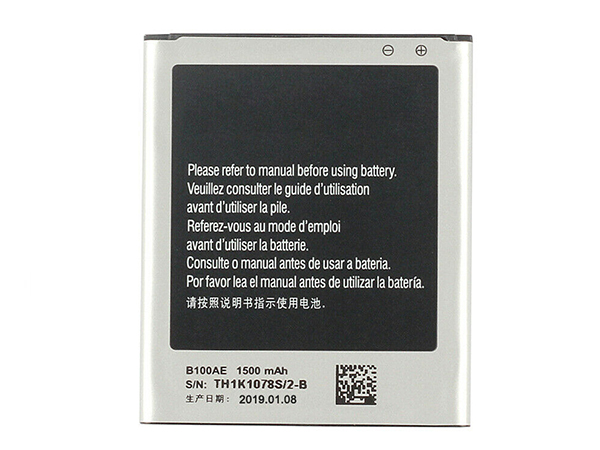 ⊖ ⊕
Please refer to manual before using battery.
Veuillez consulter le guide d'utilisation
avant d'utiliser la pile.
Referez-vous au mode d'emploi
avant d'utiliser la batterie.
Consulte o manual antes de usar a bateria.
Por favor lea el manual antes de utilizar la batería.
请按照说明书指示使用电池.
B100AE 1500 mAh
S/N: TH1K1078S/2-B
生产日期: 2019.01.08